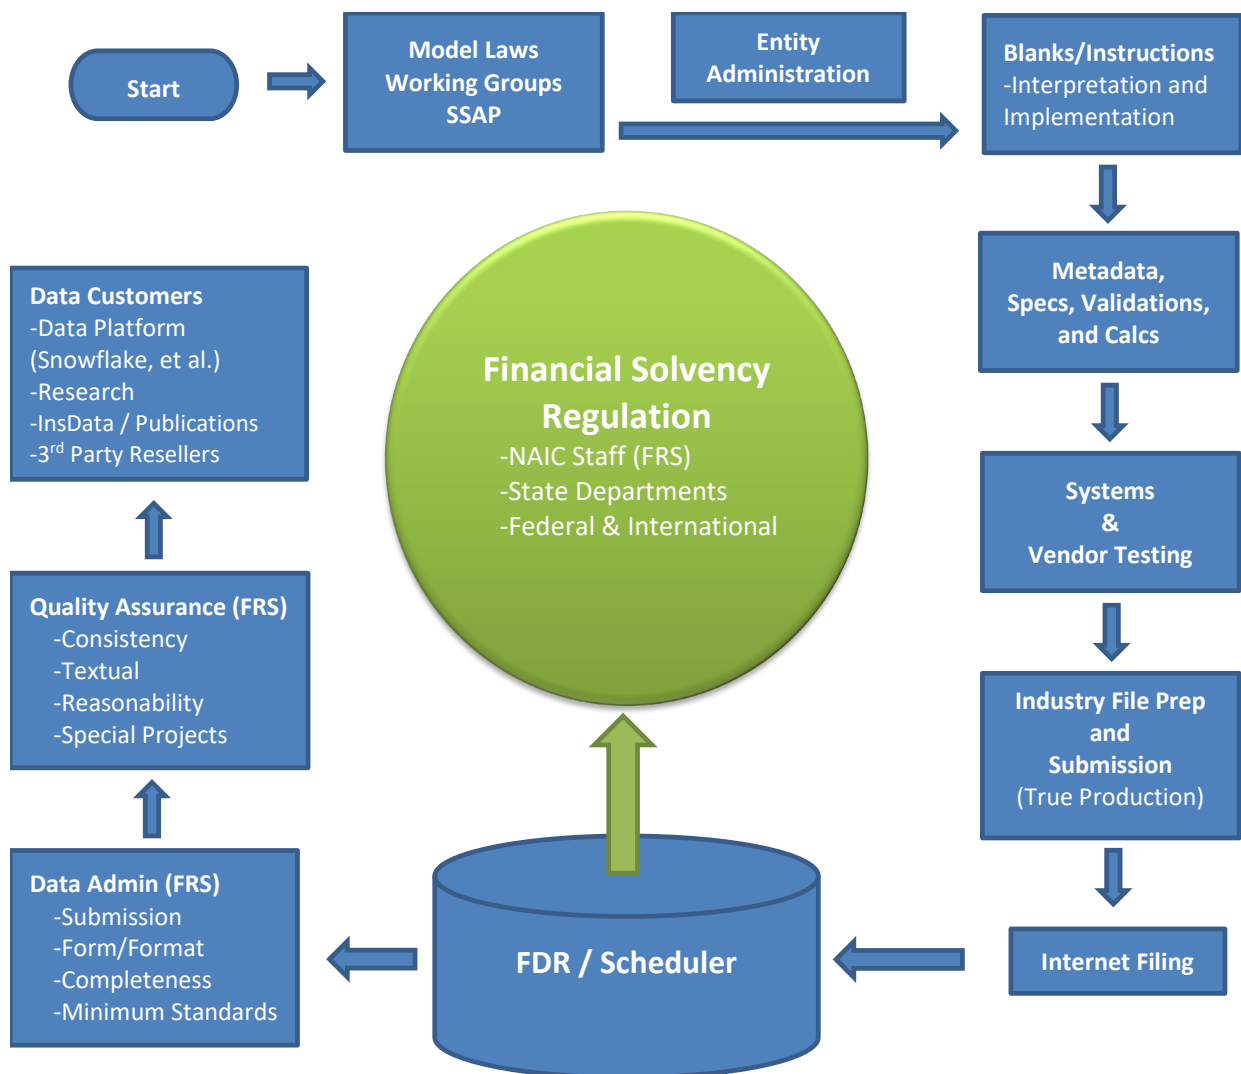 Start
Model Laws
Working Groups
SSAP
Entity
Administration
Blanks/Instructions
-Interpretation and
Implementation
Metadata,
Specs, Validations,
and Calcs
Systems
&
Vendor Testing
Industry File Prep
and
Submission
(True Production)
Internet Filing
FDR / Scheduler
Data Admin (FRS)
-Submission
-Form/Format
-Completeness
-Minimum Standards
Quality Assurance (FRS)
-Consistency
-Textual
-Reasonability
-Special Projects
Data Customers
-Data Platform
(Snowflake, et al.)
-Research
-InsData / Publications
-3rd Party Resellers
Financial Solvency
Regulation
-NAIC Staff (FRS)
-State Departments
-Federal & International